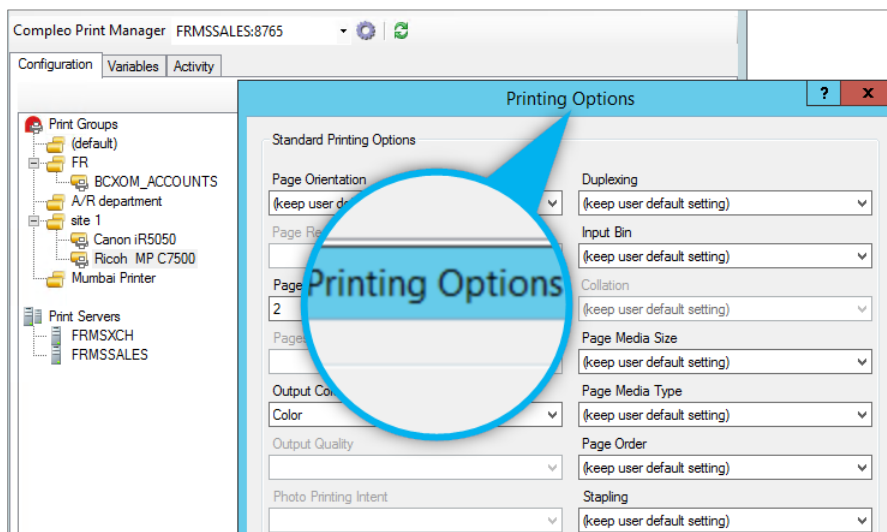 Compleo Print Manager FRMSSALES:8765
Configuration Variables Activity
Print Groups
(default)
FR
BCXOM_ACCOUNTS
A/R department
site 1
Canon iR5050
Ricoh MP C7500
Mumbai Printer
Print Servers
FRMSXCH
FRMSSALES
Printing Options ? x
Standard Printing Options
Page Orientation
(keep user
Page
Page
2
Pages
Output
Color
Output Quality
Photo Printing Intent
Duplexing
(keep user default setting)
Input Bin
(keep user default setting)
Collation
(keep user default setting)
Page Media Size
(keep user default setting)
Page Media Type
(keep user default setting)
Page Order
(keep user default setting)
Stapling
(keep user default setting)
Printing Options